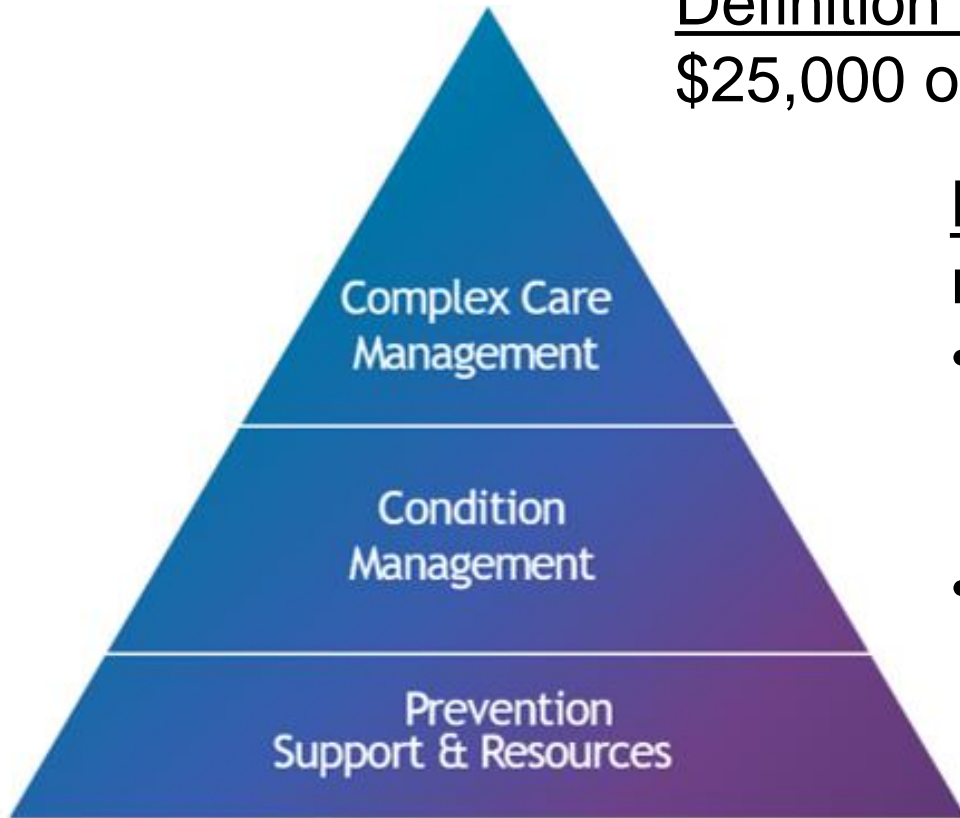 Definition
$25,000 o
Complex Care
Management
•
Condition
Management
•
Prevention
Support & Resources